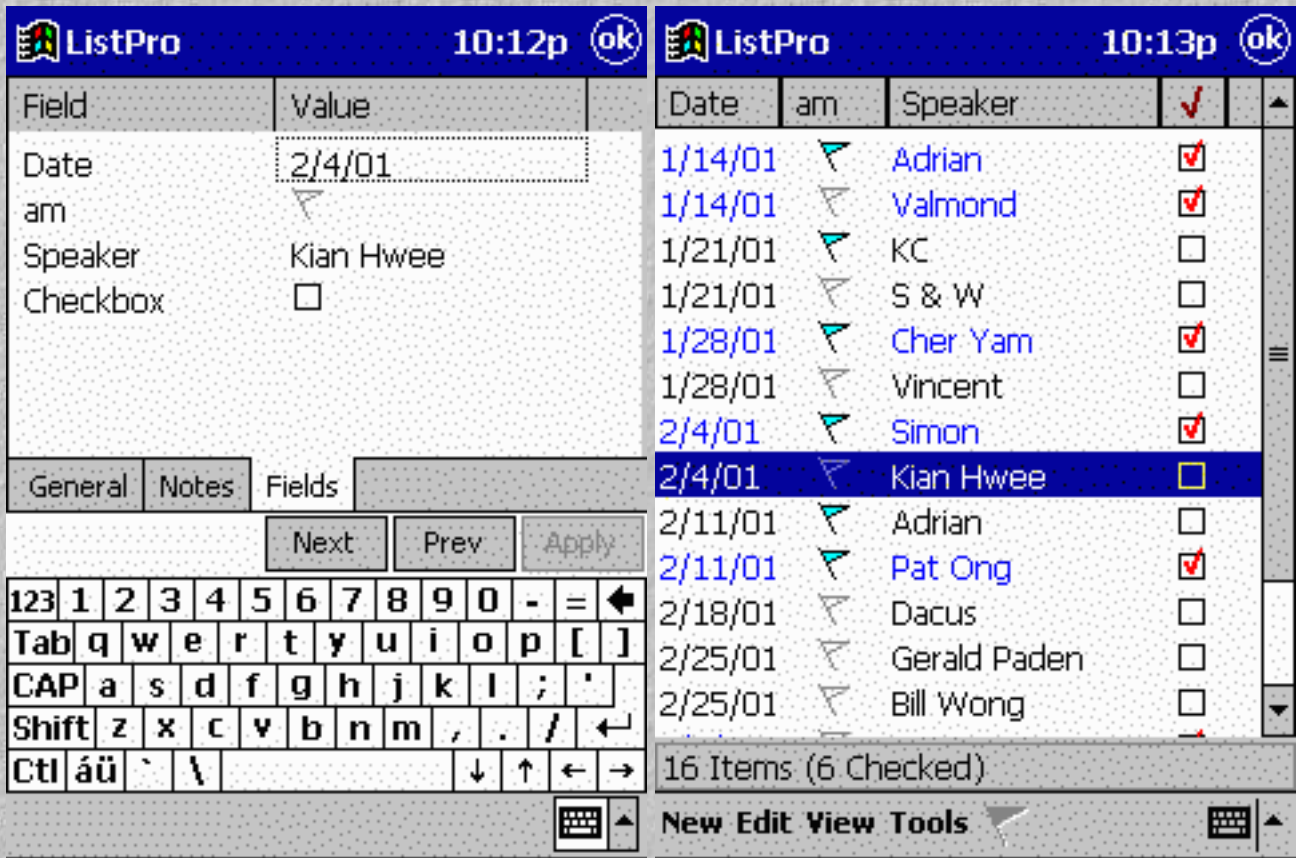 ListPro 10:12p ok
Field Value
Date 2/4/01
am
Speaker Kian Hwee
Checkbox
General Notes Fields
Next Prev Apply
123 1 2 3 4 5 6 7 8 9 0 - =
Tab q w e r t y u i o p [ ]
CAP a s d f g h j k l ; '
Shift z x c v b n m , . /
Ctl áü ` \ ↓ ↑ ← →
ListPro 10:13p ok
Date am Speaker
1/14/01 Adrian
1/14/01 Valmond
1/21/01 KC
1/21/01 S & W
1/28/01 Cher Yam
1/28/01 Vincent
2/4/01 Simon
2/4/01 Kian Hwee
2/11/01 Adrian
2/11/01 Pat Ong
2/18/01 Dacus
2/25/01 Gerald Paden
2/25/01 Bill Wong
16 Items (6 Checked)
New Edit View Tools